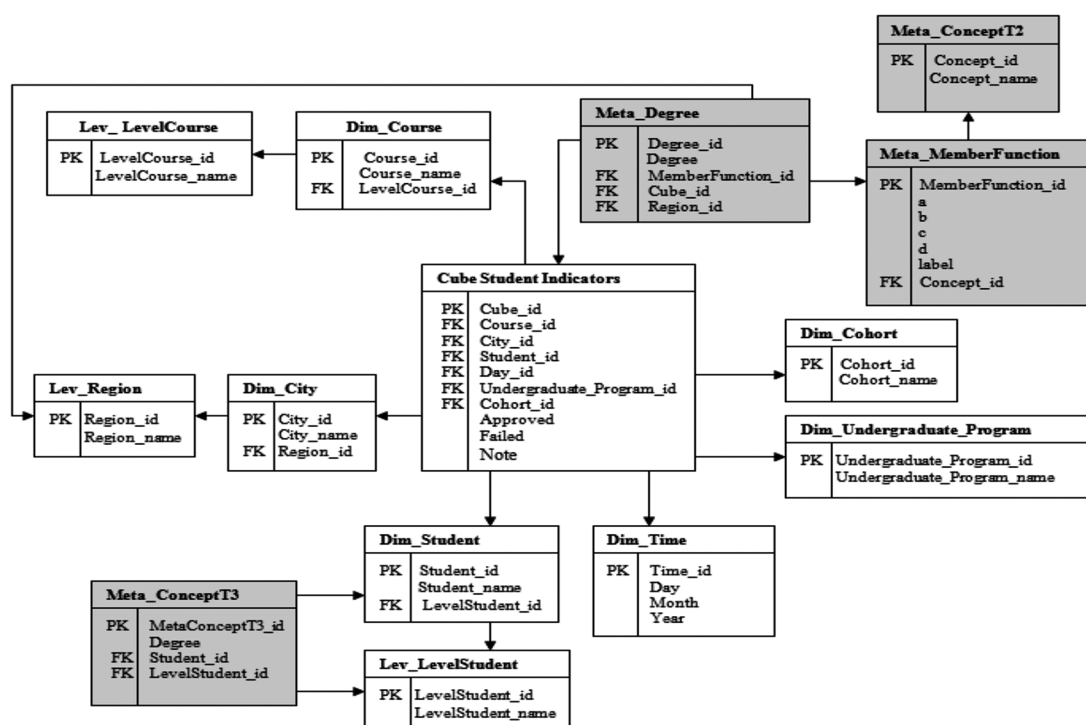 Meta_ConceptT2
PK Concept_id
Concept_name
Meta_Degree
PK Degree_id
Degree
FK MemberFunction_id
FK Cube_id
FK Region_id
Lev_ LevelCourse
PK LevelCourse_id
LevelCourse_name
Dim_Course
PK Course_id
Course_name
FK LevelCourse_id
Meta_MemberFunction
PK MemberFunction_id
a
b
c
d
label
FK Concept_id
Cube Student Indicators
PK Cube_id
FK Course_id
FK City_id
FK Student_id
FK Day_id
FK Undergraduate_Program_id
FK Cohort_id
Approved
Failed
Note
Dim_Cohort
PK Cohort_id
Cohort_name
Lev_Region
PK Region_id
Region_name
Dim_City
PK City_id
City_name
FK Region_id
Dim_Undergraduate_Program
PK Undergraduate_Program_id
Undergraduate_Program_name
Dim_Student
PK Student_id
Student_name
FK LevelStudent_id
Dim_Time
PK Time_id
Day
Month
Year
Meta_ConceptT3
PK MetaConceptT3_id
Degree
FK Student_id
FK LevelStudent_id
Lev_LevelStudent
PK LevelStudent_id
LevelStudent_name